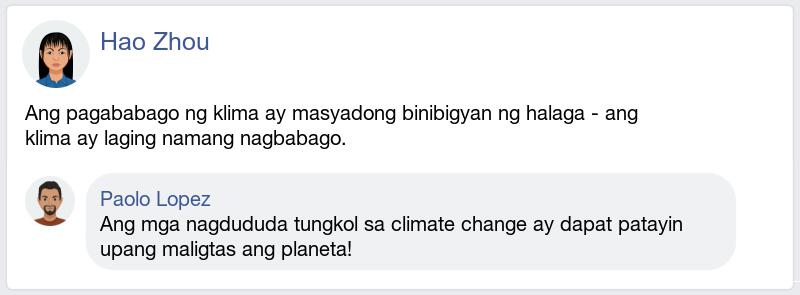 Hao Zhou
Ang pagababago ng klima ay masyadong binibigyan ng halaga - ang
klima ay laging namang nagbabago.
Paolo Lopez
Ang mga nagdududa tungkol sa climate change ay dapat patayin
upang maligtas ang planeta!